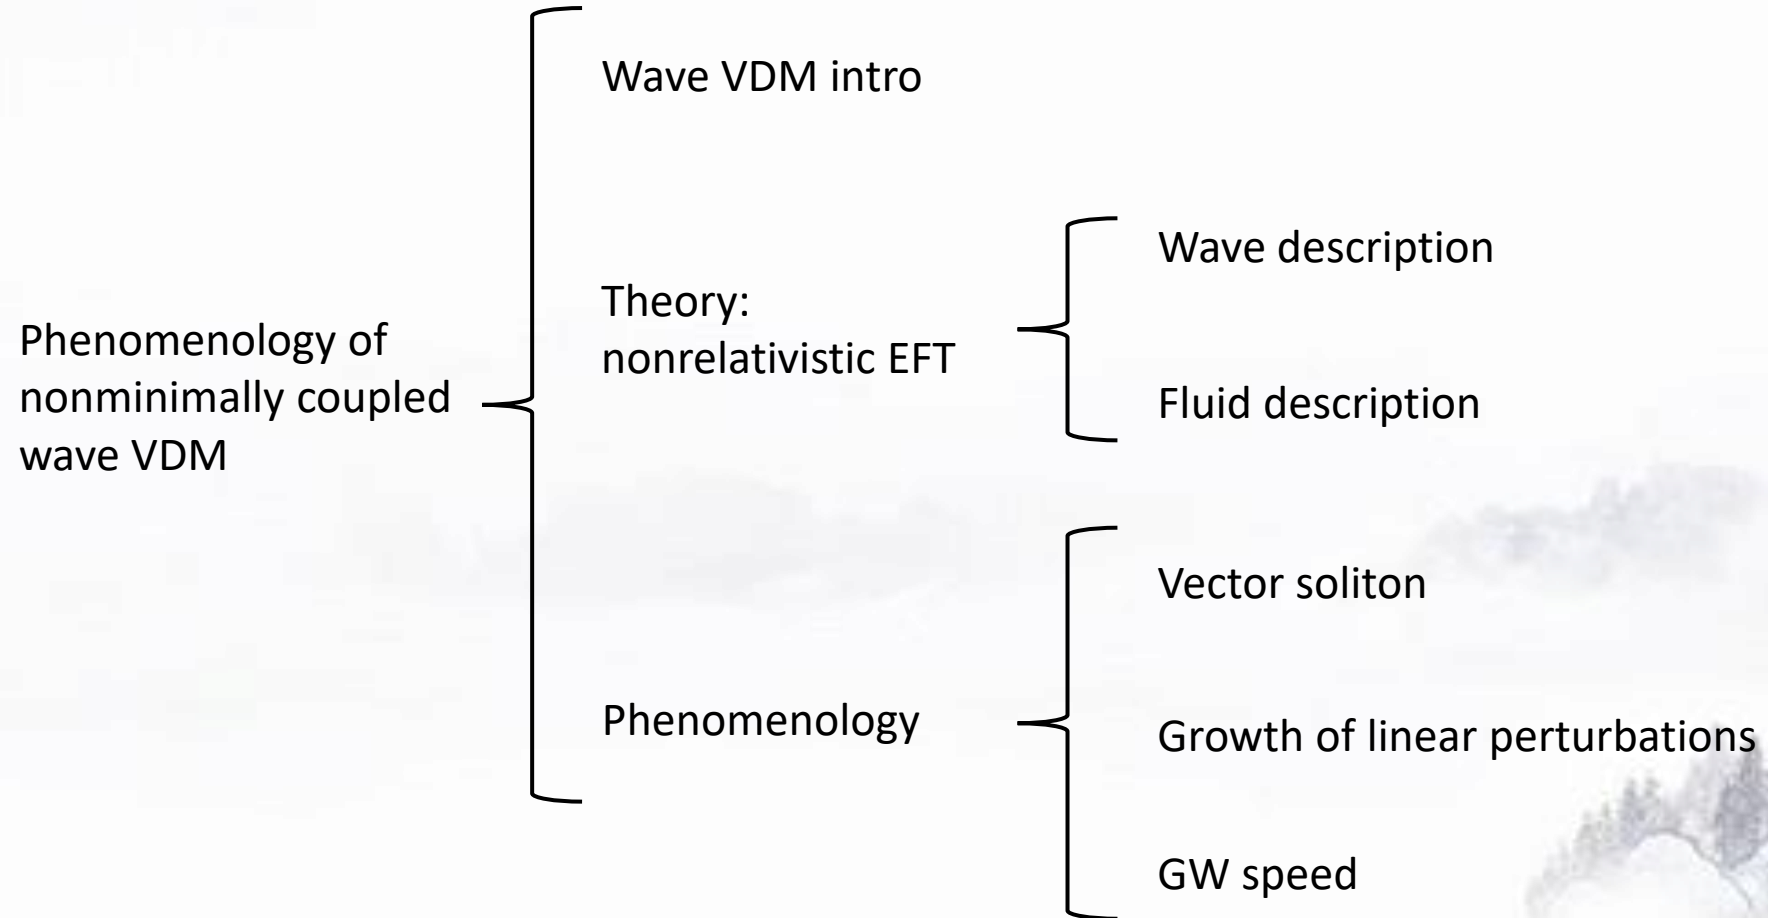 Phenomenology of
nonminimally coupled
wave VDM
Wave VDM intro
Theory:
nonrelativistic EFT
Wave description
Fluid description
Phenomenology
Vector soliton
Growth of linear perturbations
GW speed